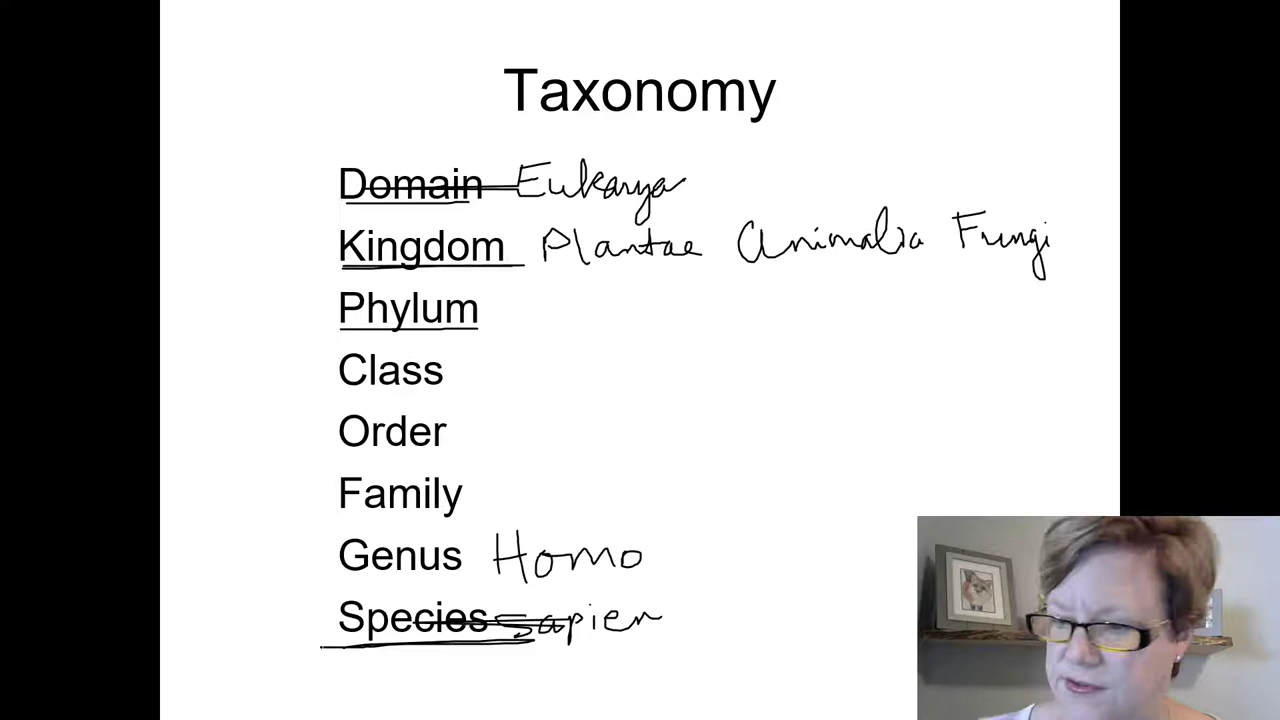 Taxonomy
Domain Eukarya
Kingdom Plantae Animalia Fungi
Phylum
Class
Order
Family
Genus Homo
Species Sapien